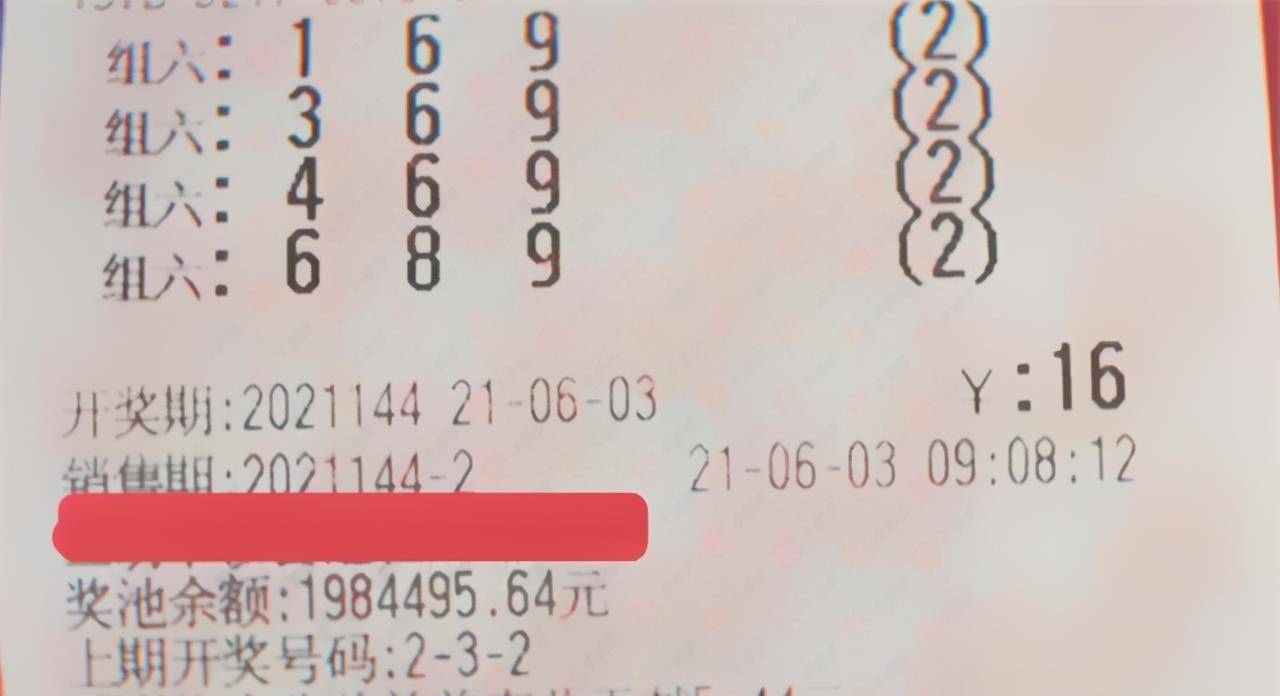 组六: 1 6 9 (2)
组六: 3 6 9 (2)
组六: 4 6 9 (2)
组六: 6 8 9 (2)
¥:16
开奖期:2021144 21-06-03
销售期:2021144-2 21-06-03 09:08:12
奖池余额:1984495.64元
上期开奖号码:2-3-2